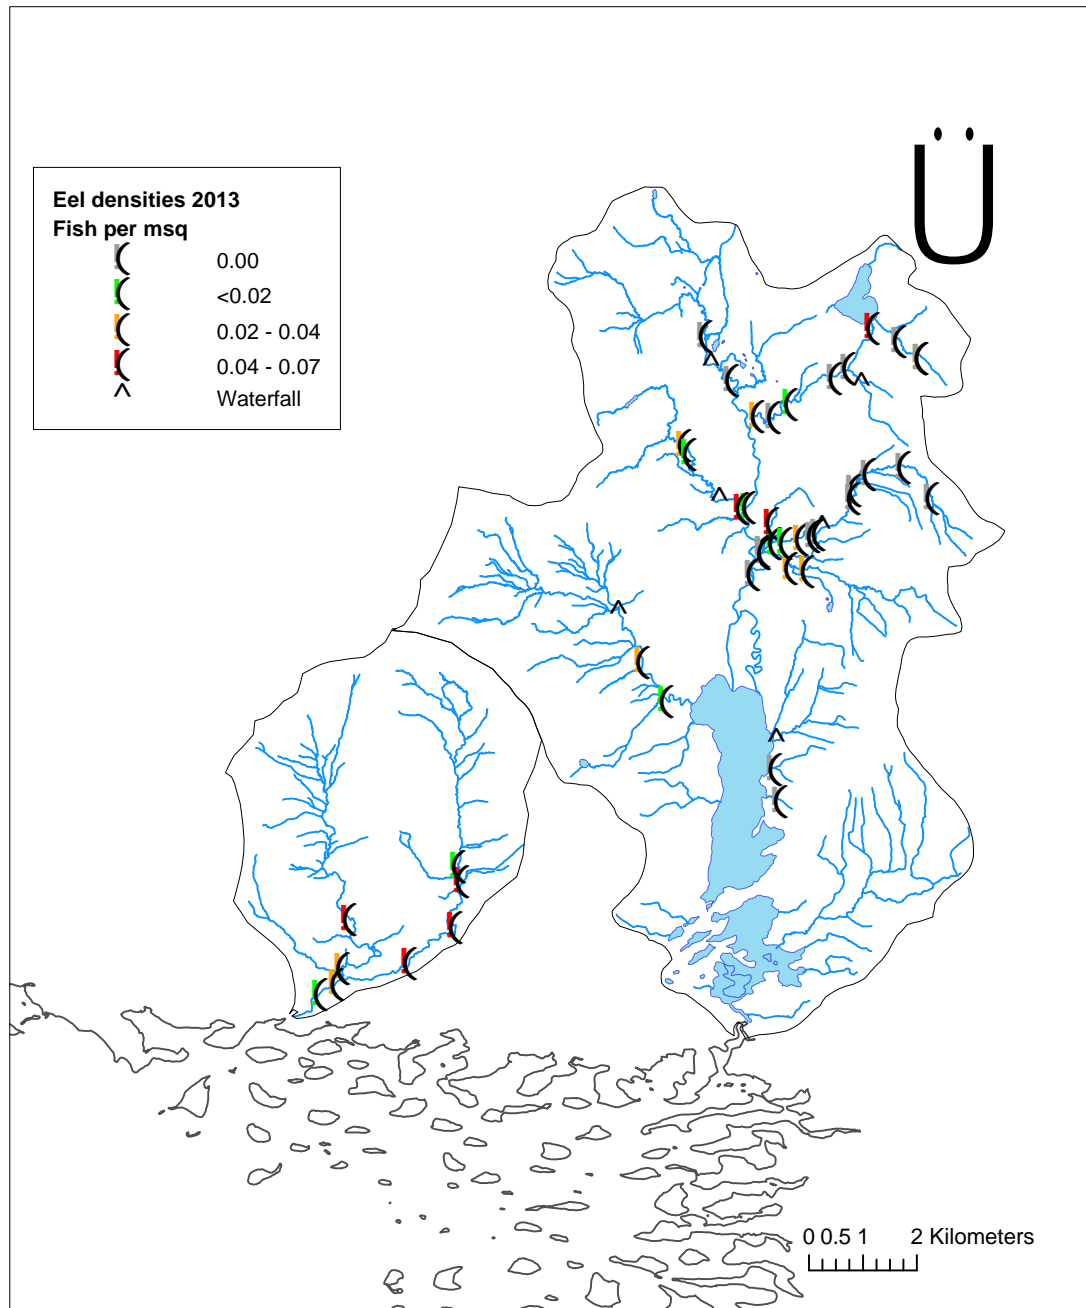 Ü
Eel densities 2013
Fish per msq
0.00
<0.02
0.02 - 0.04
0.04 - 0.07
Waterfall
0 0.5 1 2 Kilometers